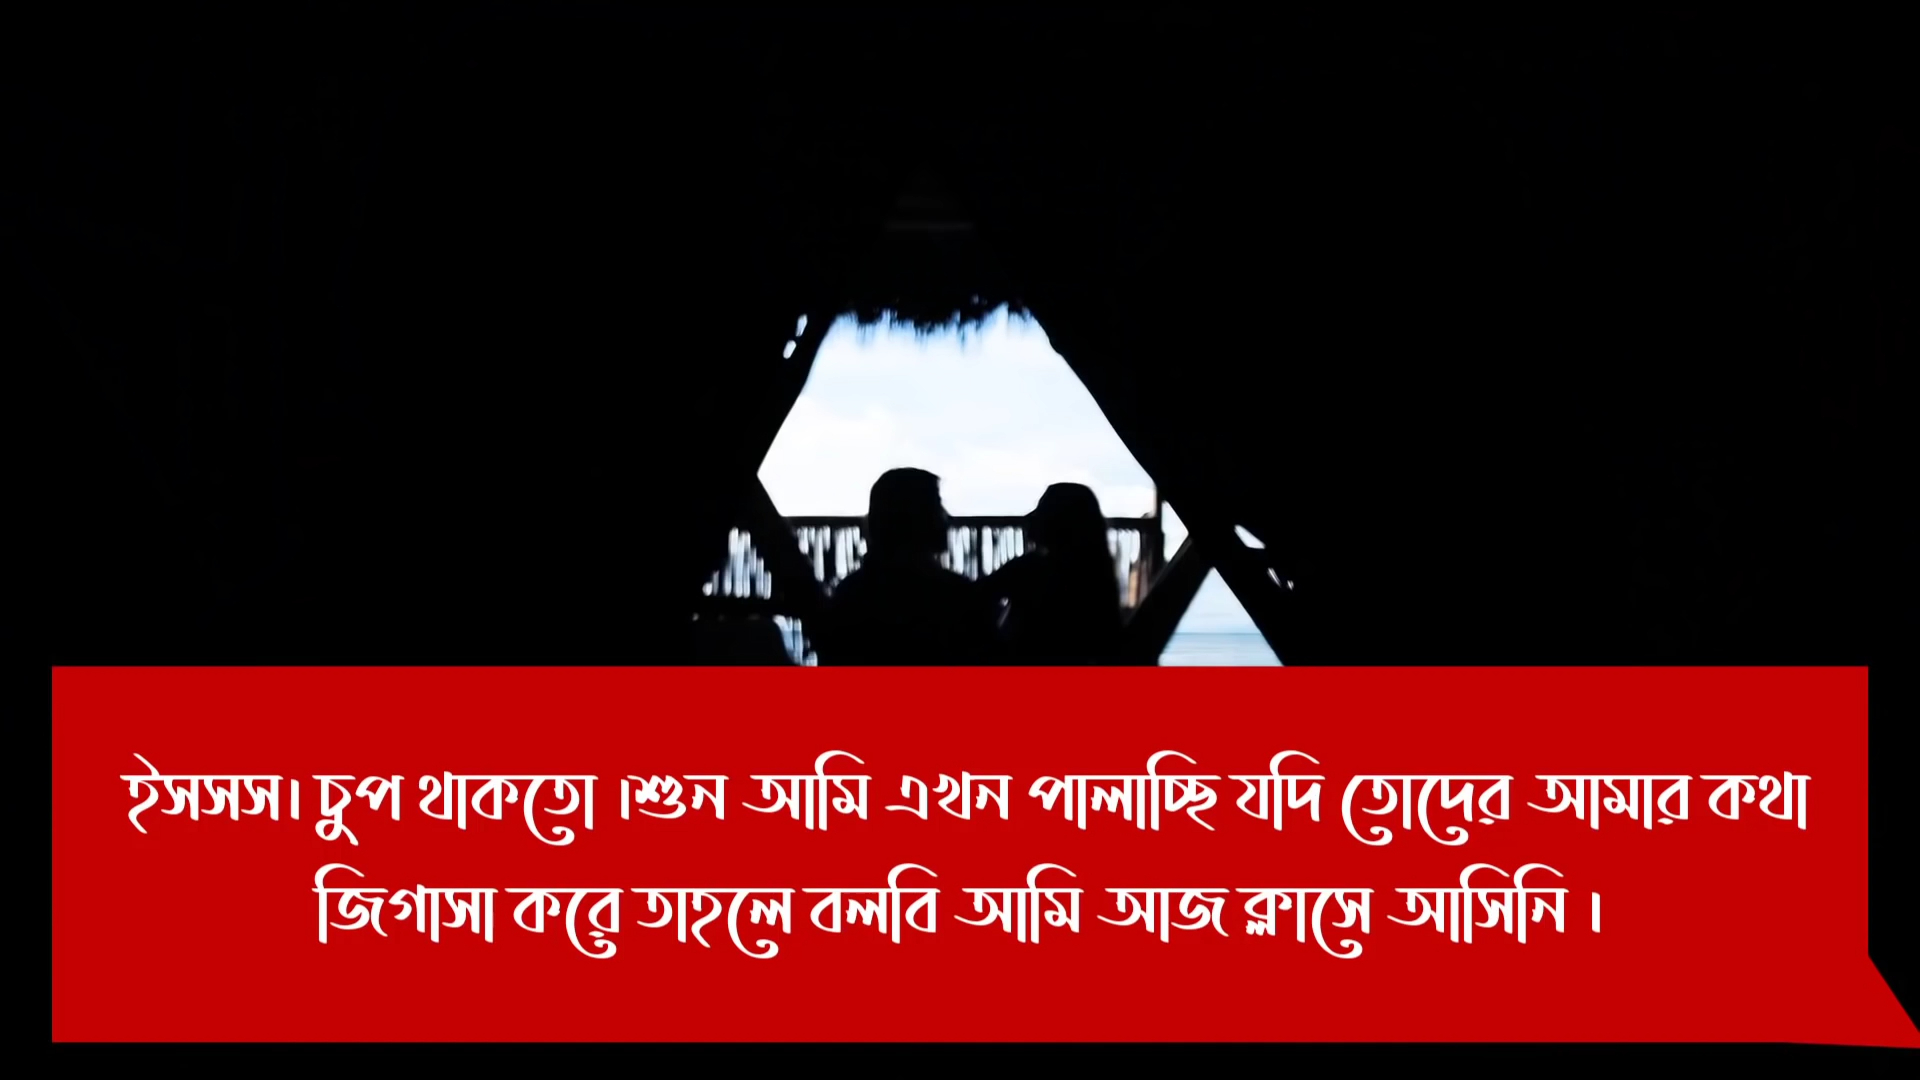 ইসসস। চুপ থাকতো ।শুন আমি এখন পালাচ্ছি যদি তোদের আমার কথা
জিগাসা করে তাহলে বলবি আমি আজ ক্লাসে আসিনি ।